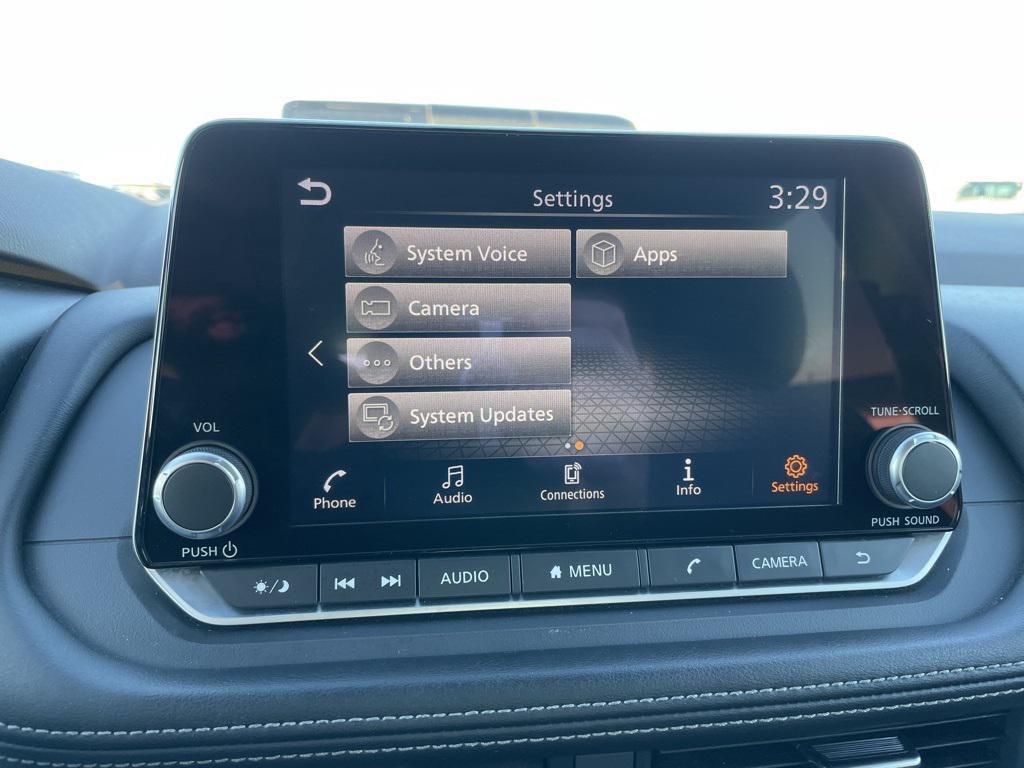 Settings
3:29
System Voice
Apps
Camera
Others
System Updates
Phone
Audio
Connections
Info
Settings
VOL
PUSH
TUNE·SCROLL
PUSH SOUND
AUDIO
MENU
CAMERA